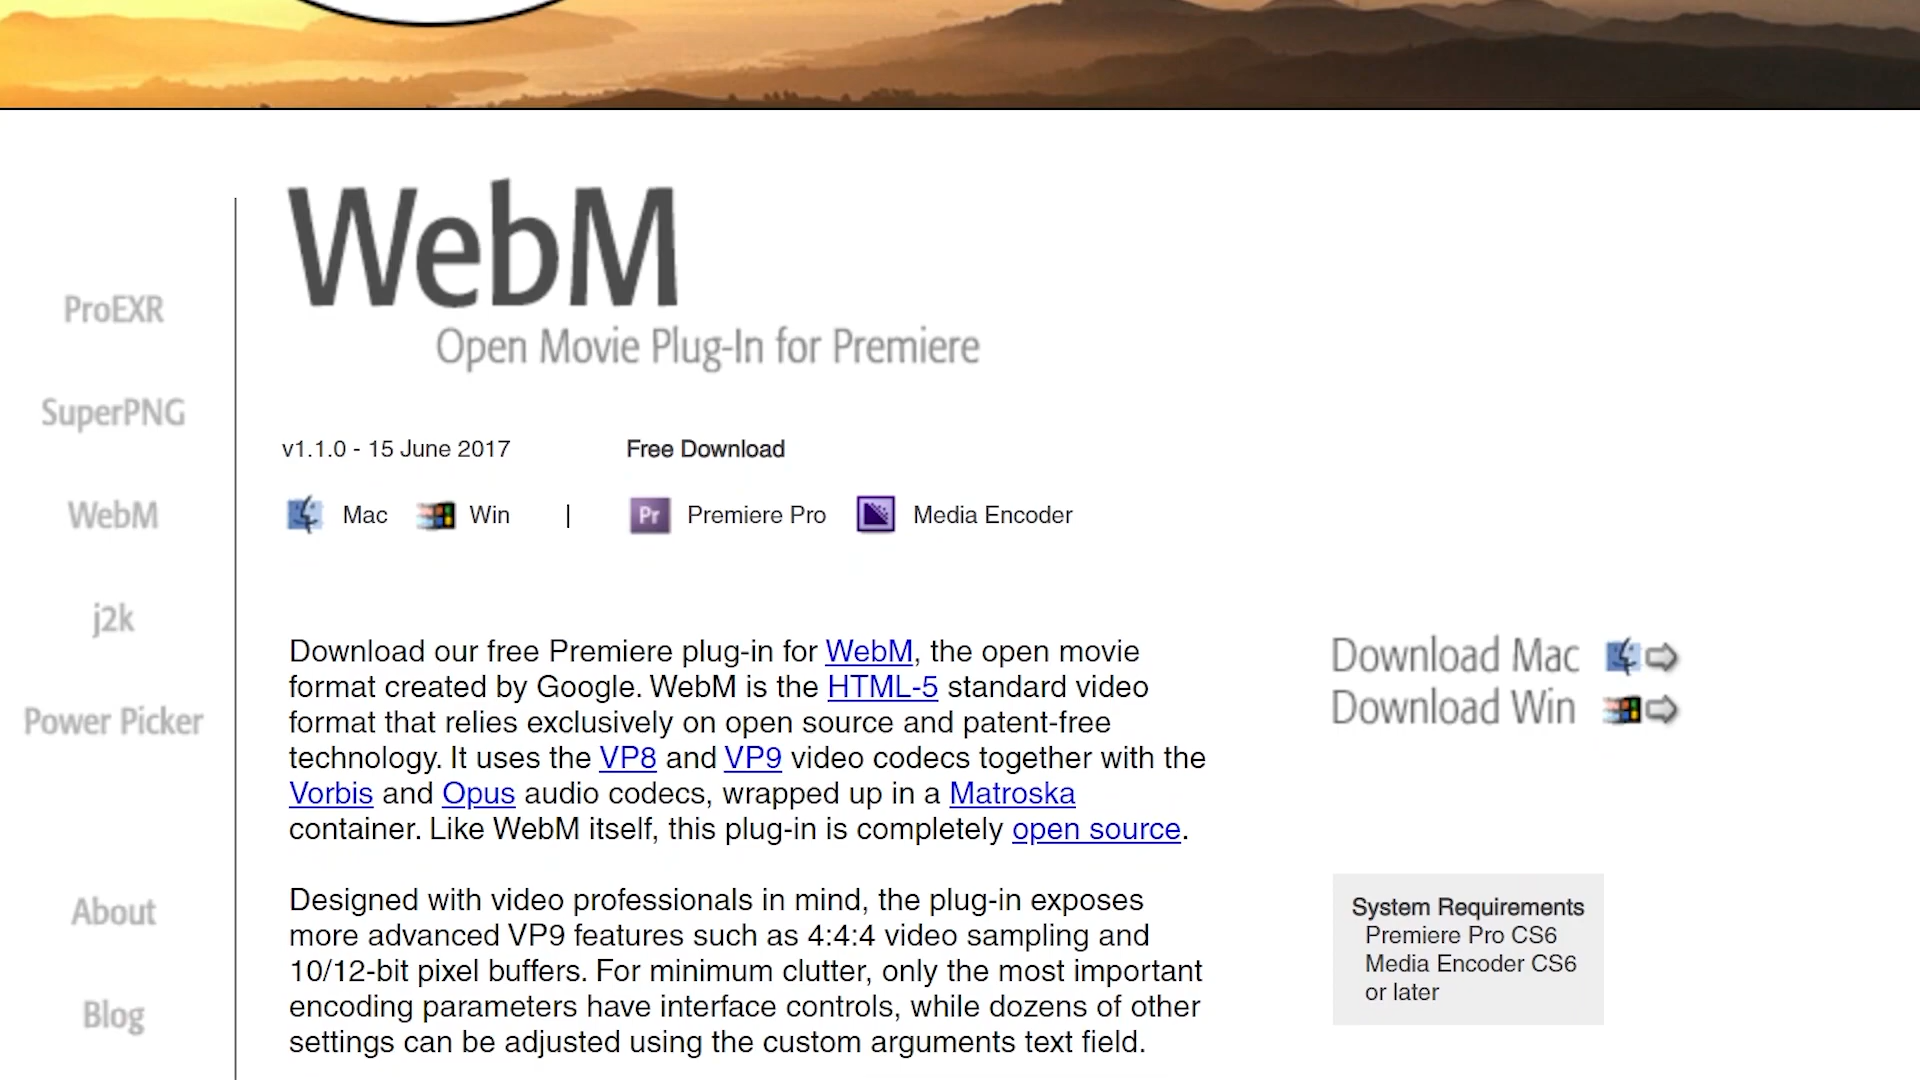 WebM
Open Movie Plug-In for Premiere
ProEXR
SuperPNG
WebM
j2k
Power Picker
About
Blog
v1.1.0 - 15 June 2017
Free Download
Mac
Win
|
Pr
Premiere Pro
Media Encoder
Download our free Premiere plug-in for WebM, the open movie
format created by Google. WebM is the HTML-5 standard video
format that relies exclusively on open source and patent-free
technology. It uses the VP8 and VP9 video codecs together with the
Vorbis and Opus audio codecs, wrapped up in a Matroska
container. Like WebM itself, this plug-in is completely open source.
Designed with video professionals in mind, the plug-in exposes
more advanced VP9 features such as 4:4:4 video sampling and
10/12-bit pixel buffers. For minimum clutter, only the most important
encoding parameters have interface controls, while dozens of other
settings can be adjusted using the custom arguments text field.
Download Mac
Download Win
System Requirements
Premiere Pro CS6
Media Encoder CS6
or later